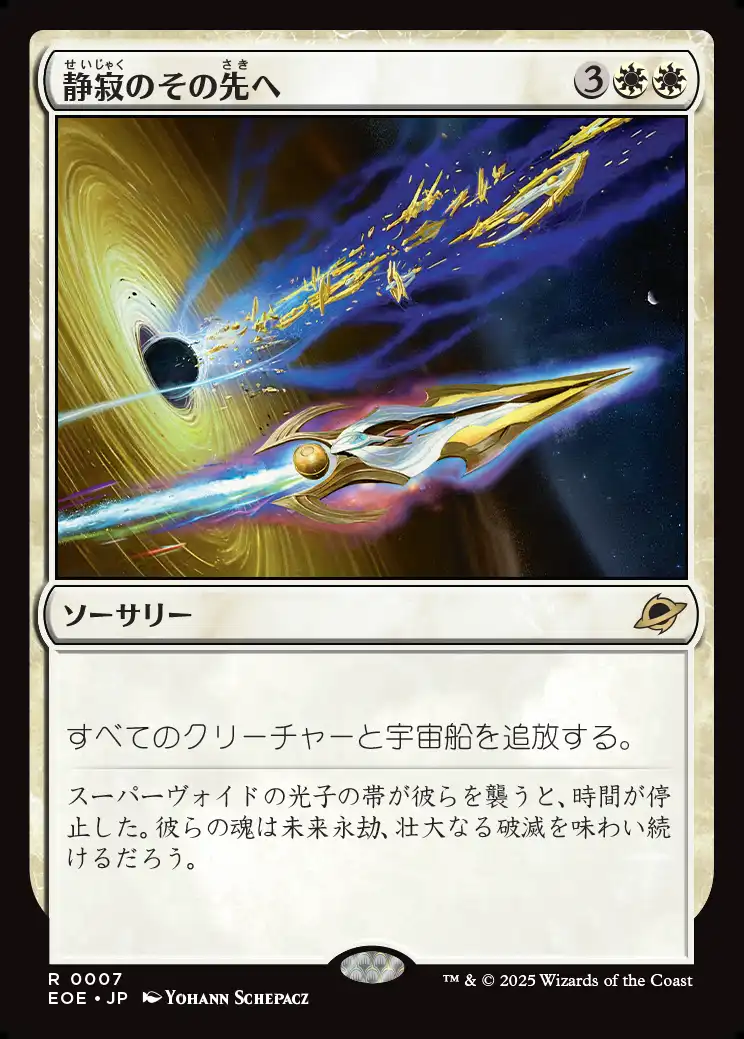 せいじゃく さき
静寂のその先へ 3
ソーサリー
すべてのクリーチャーと宇宙船を追放する。
スーパーヴォイドの光子の帯が彼らを襲うと、時間が停
止した。彼らの魂は未来永劫、壮大なる破滅を味わい続
けるだろう。
R 0007
EOE • JP Yohann Schepacz
™ & © 2025 Wizards of the Coast